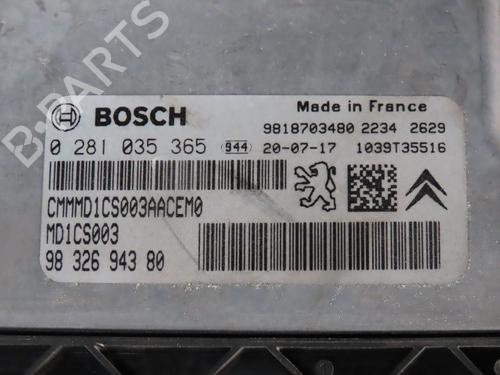 B-PARTS
BOSCH
Made in France
9818703480 2234 2629
0 281 035 365 944 20-07-17 1039T35516
CMMMD1CS003AACEM0
MD1CS003
98 326 943 80